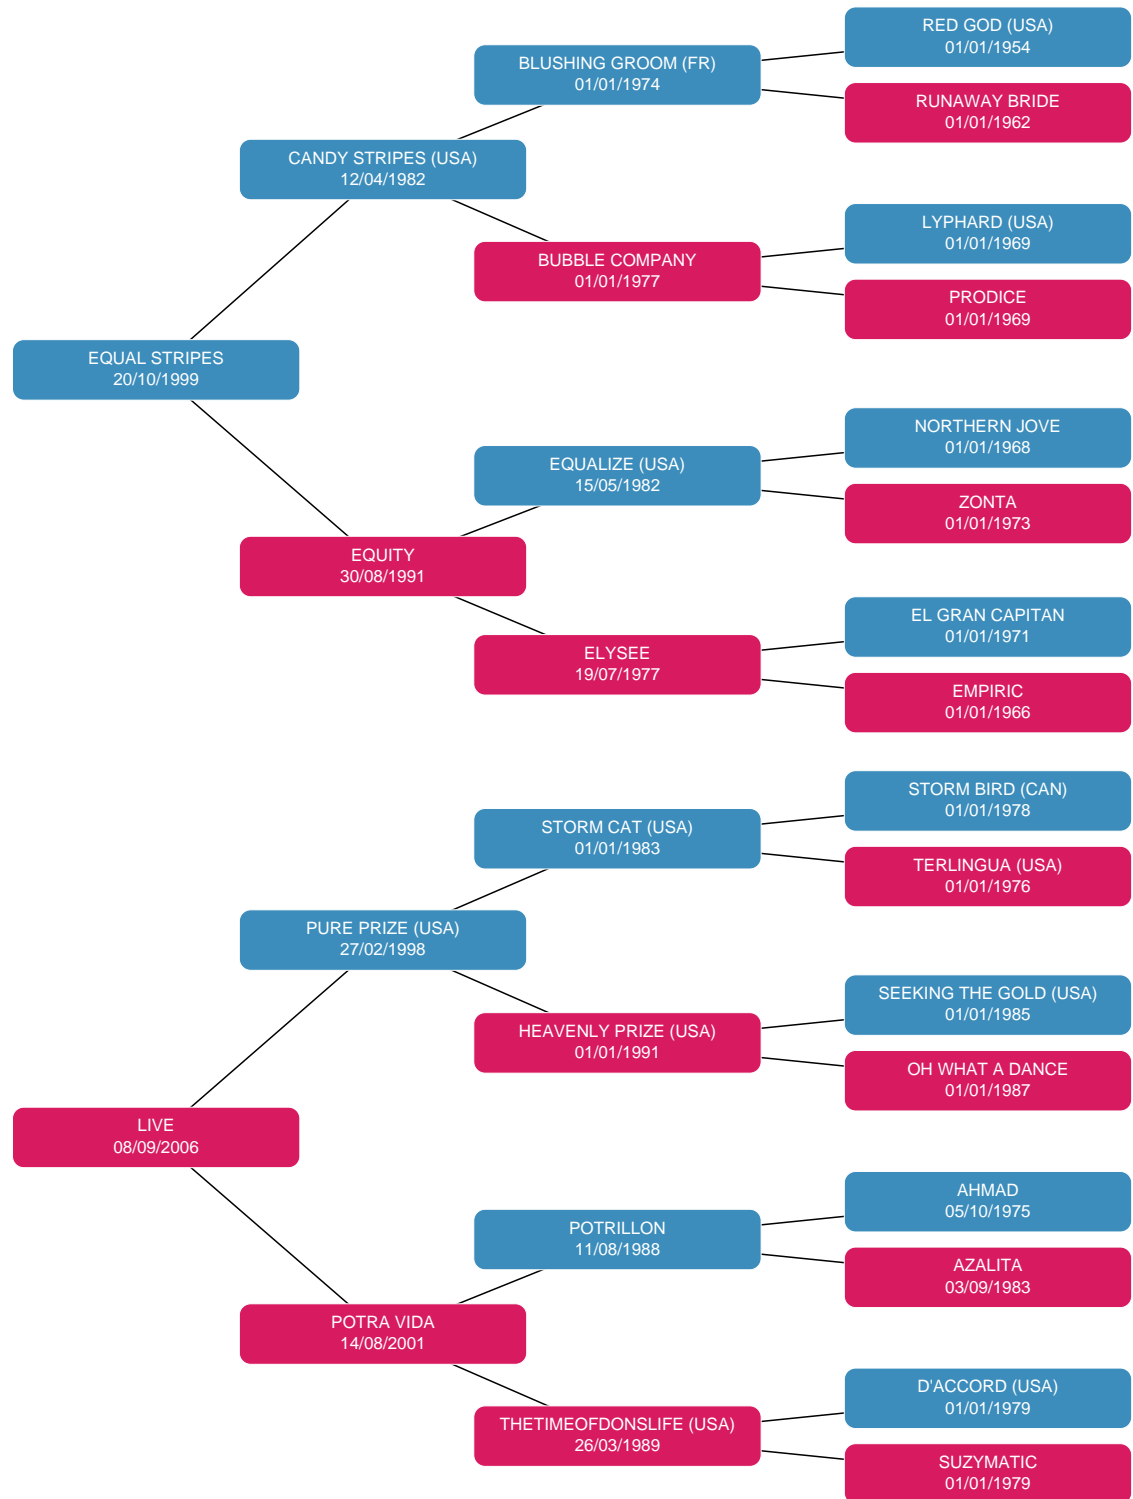 RED GOD (USA)
01/01/1954
BLUSHING GROOM (FR)
01/01/1974
RUNAWAY BRIDE
01/01/1962
CANDY STRIPES (USA)
12/04/1982
LYPHARD (USA)
01/01/1969
BUBBLE COMPANY
01/01/1977
PRODICE
01/01/1969
EQUAL STRIPES
20/10/1999
NORTHERN JOVE
01/01/1968
EQUALIZE (USA)
15/05/1982
ZONTA
01/01/1973
EQUITY
30/08/1991
EL GRAN CAPITAN
01/01/1971
ELYSEE
19/07/1977
EMPIRIC
01/01/1966
STORM BIRD (CAN)
01/01/1978
STORM CAT (USA)
01/01/1983
TERLINGUA (USA)
01/01/1976
PURE PRIZE (USA)
27/02/1998
SEEKING THE GOLD (USA)
01/01/1985
HEAVENLY PRIZE (USA)
01/01/1991
OH WHAT A DANCE
01/01/1987
LIVE
08/09/2006
AHMAD
05/10/1975
POTRILLON
11/08/1988
AZALITA
03/09/1983
POTRA VIDA
14/08/2001
D'ACCORD (USA)
01/01/1979
THETIMEOFDONSLIFE (USA)
26/03/1989
SUZYMATIC
01/01/1979